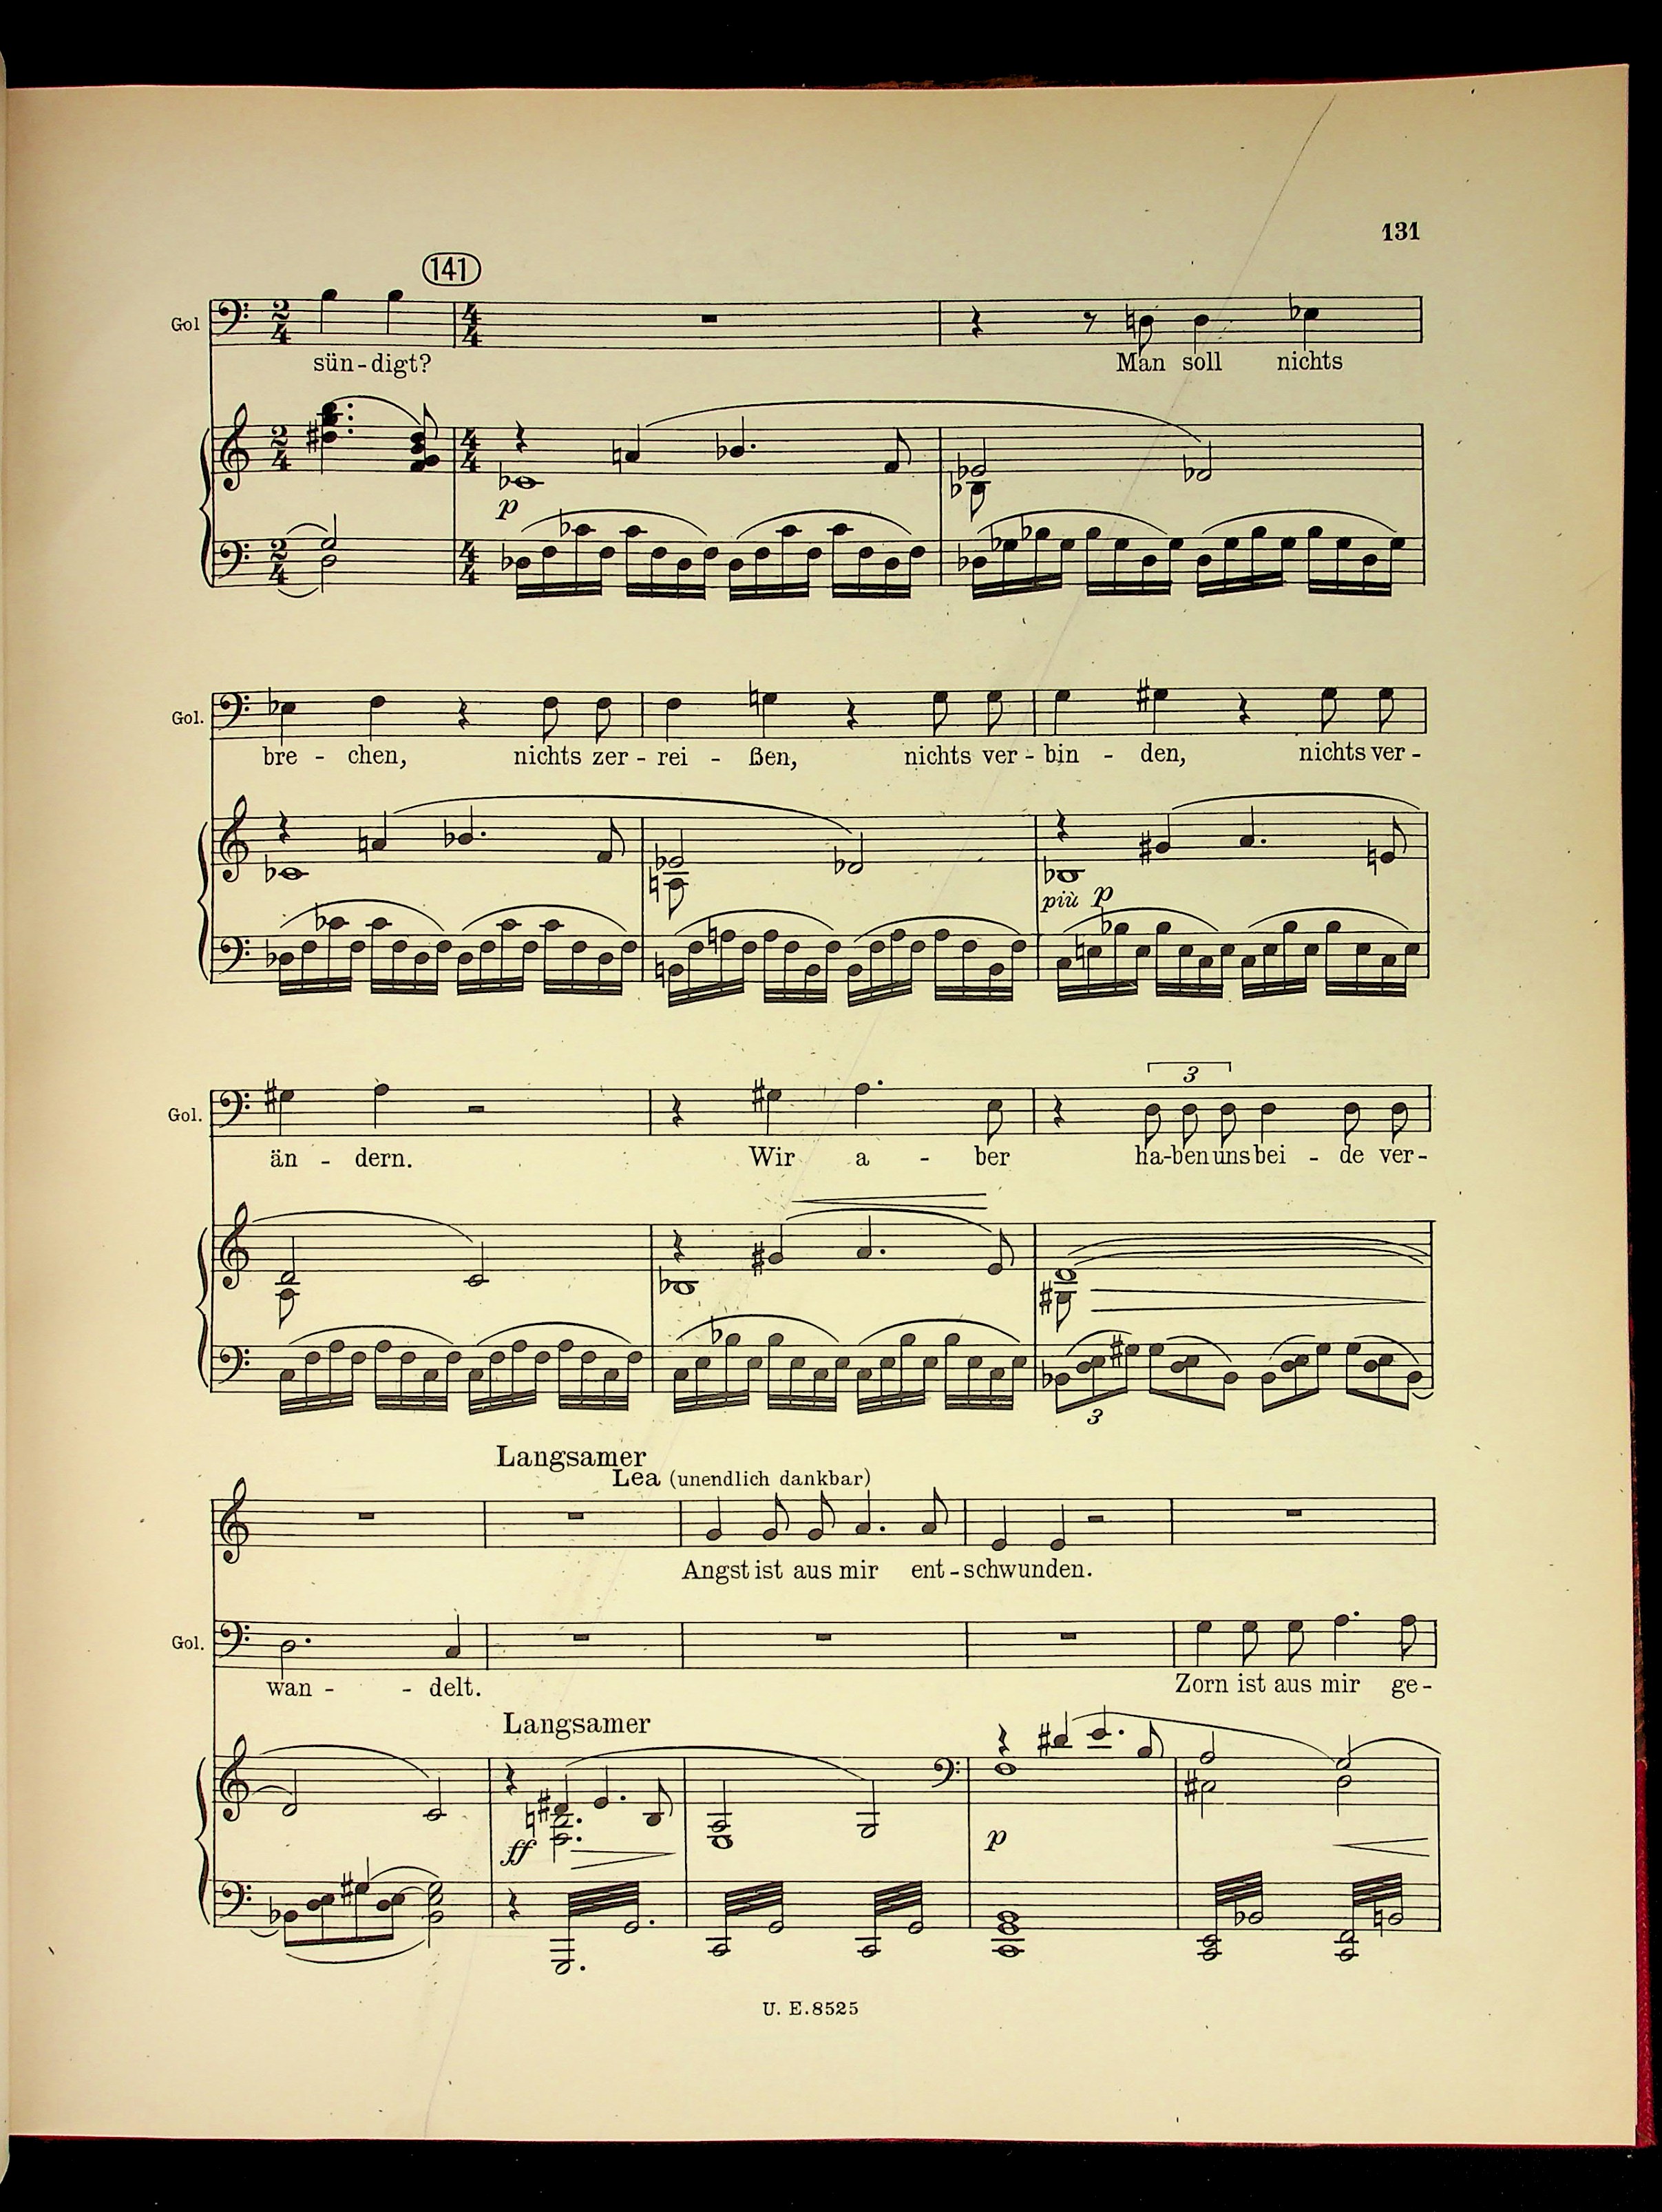 131
141
Gol
sün - digt?
Man soll nichts
p
Gol.
bre - chen, nichts zer - rei - ßen, nichts ver - bin - den, nichts ver -
più p
3
Gol.
än - dern. Wir a - ber ha-ben uns bei - de ver-
3
Langsamer
Lea (unendlich dankbar)
Angst ist aus mir ent - schwunden.
Gol.
wan - - delt. Zorn ist aus mir ge-
Langsamer
ff p
U. E. 8525